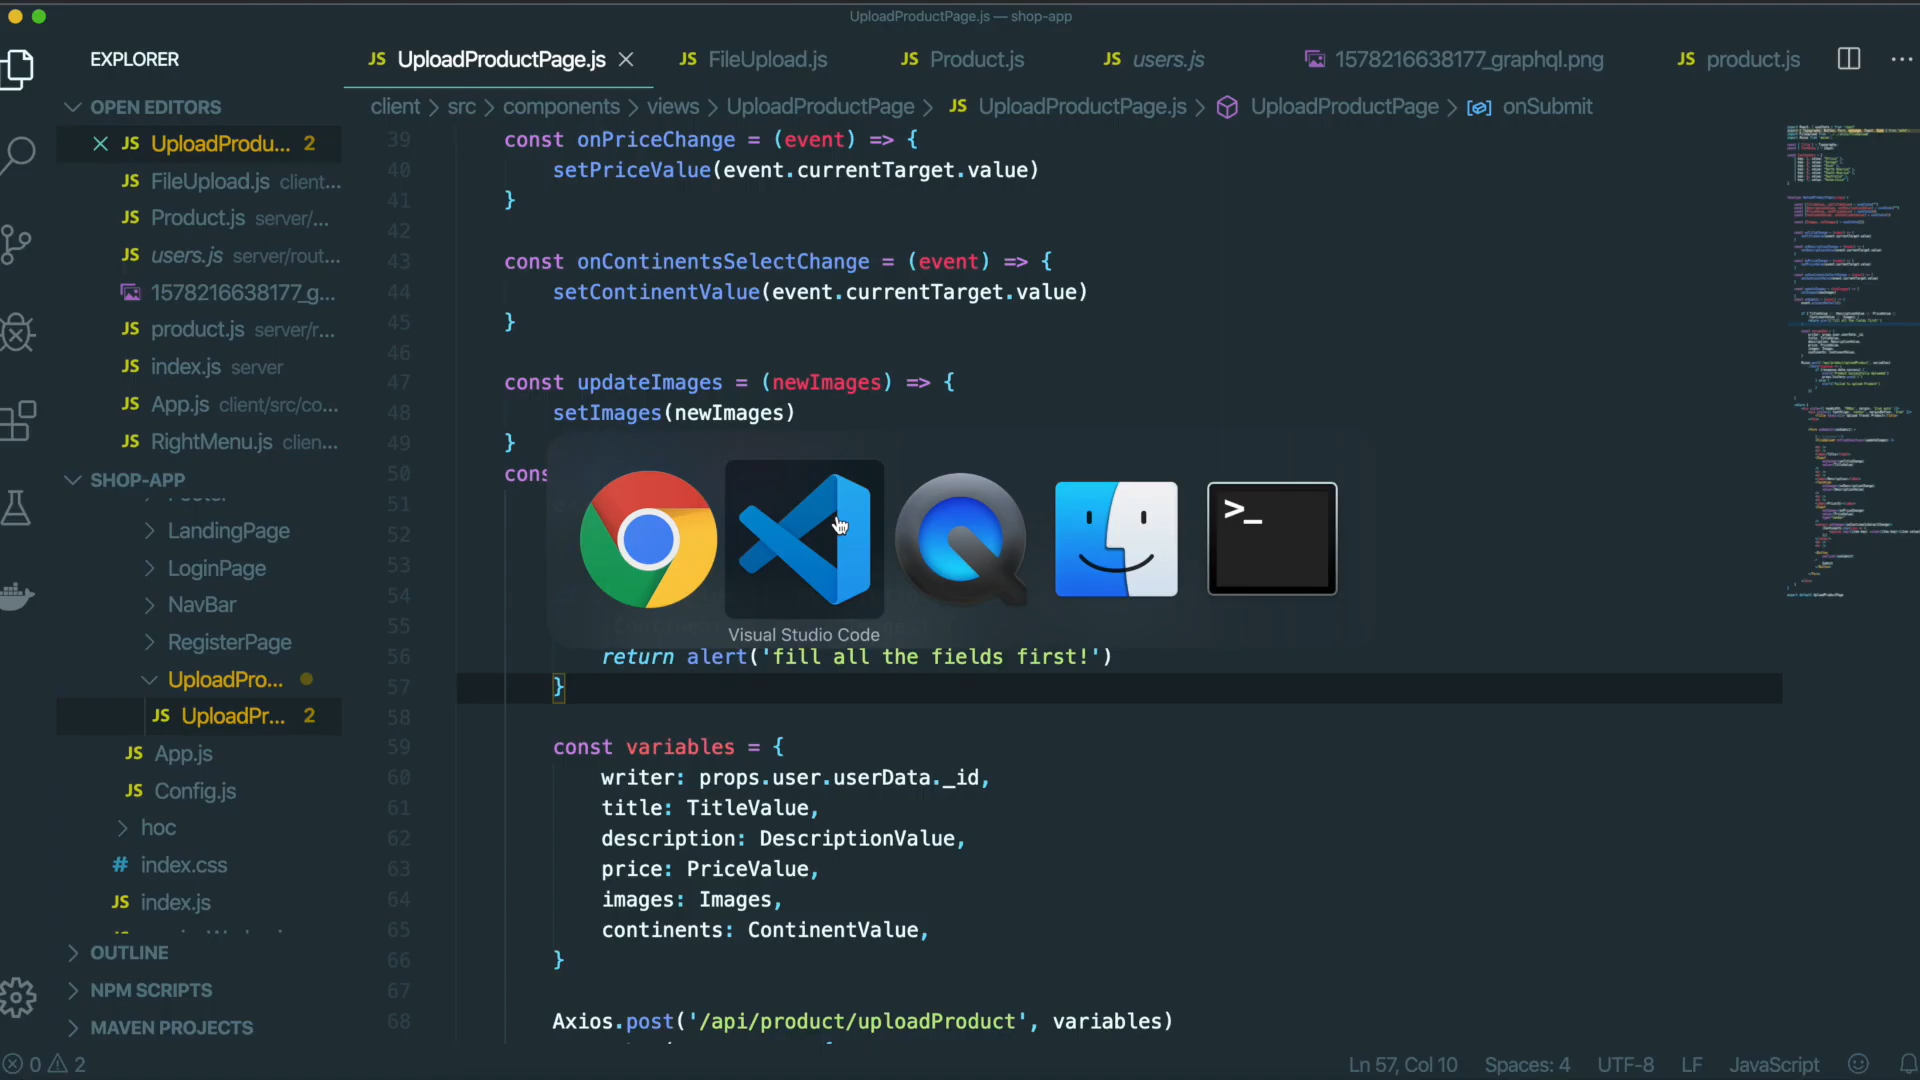 UploadProductPage.js — shop-app
EXPLORER
JS UploadProductPage.js
JS FileUpload.js
JS Product.js
JS users.js
1578216638177_graphql.png
JS product.js
client > src > components > views > UploadProductPage > JS UploadProductPage.js > UploadProductPage > onSubmit
OPEN EDITORS
JS UploadProdu... 2
JS FileUpload.js client...
JS Product.js server/...
JS users.js server/rout...
1578216638177_g...
JS product.js server/r...
JS index.js server
JS App.js client/src/co...
JS RightMenu.js clien...
SHOP-APP
LandingPage
LoginPage
NavBar
RegisterPage
UploadPro...
JS UploadPr... 2
JS App.js
JS Config.js
hoc
# index.css
JS index.js
OUTLINE
NPM SCRIPTS
MAVEN PROJECTS
39 const onPriceChange = (event) => {
40 setPriceValue(event.currentTarget.value)
41 }
42
43 const onContinentsSelectChange = (event) => {
44 setContinentValue(event.currentTarget.value)
45 }
46
47 const updateImages = (newImages) => {
48 setImages(newImages)
49 }
50 cons
51
52
53
54
55
Visual Studio Code
56 return alert('fill all the fields first!')
57 }
58
59 const variables = {
60 writer: props.user.userData._id,
61 title: TitleValue,
62 description: DescriptionValue,
63 price: PriceValue,
64 images: Images,
65 continents: ContinentValue,
66 }
67
68 Axios.post('/api/product/uploadProduct', variables)
0 2
Ln 57, Col 10
Spaces: 4
UTF-8
LF
JavaScript